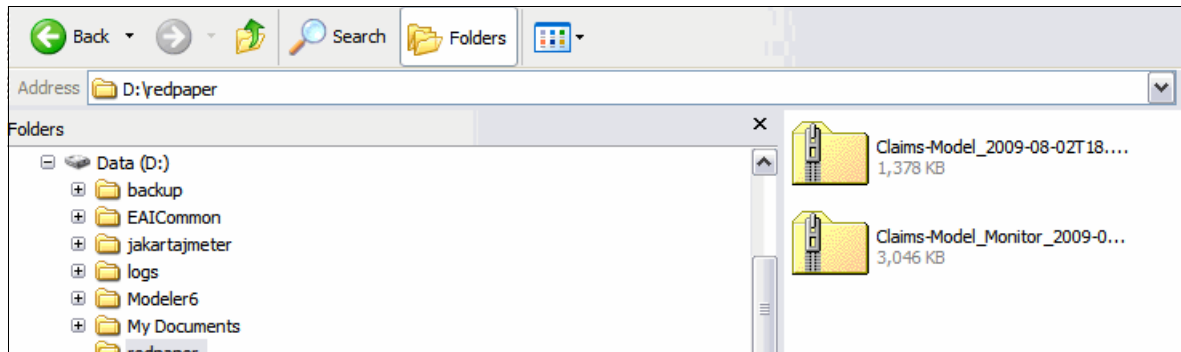 Back Search Folders
Address D:\redpaper
Folders
Data (D:)
backup
EAICommon
jakartajmeter
logs
Modeler6
My Documents
redpaper
Claims-Model_2009-08-02T18....
1,378 KB
Claims-Model_Monitor_2009-0...
3,046 KB